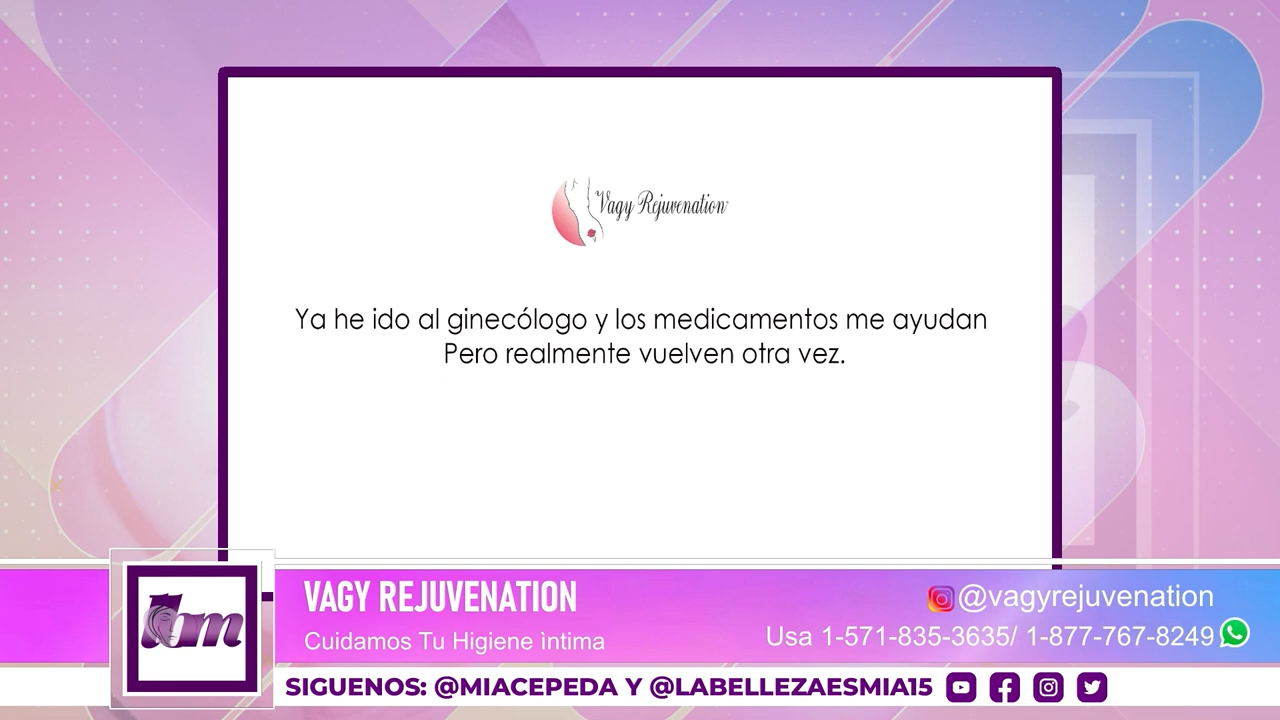 Vagy Rejuvenation
Ya he ido al ginecólogo y los medicamentos me ayudan
Pero realmente vuelven otra vez.
VAGY REJUVENATION
Cuidamos Tu Higiene ìntima
@vagyrejuvenation
Usa 1-571-835-3635/ 1-877-767-8249
SIGUENOS: @MIACEPEDA Y @LABELLEZAESMIA15